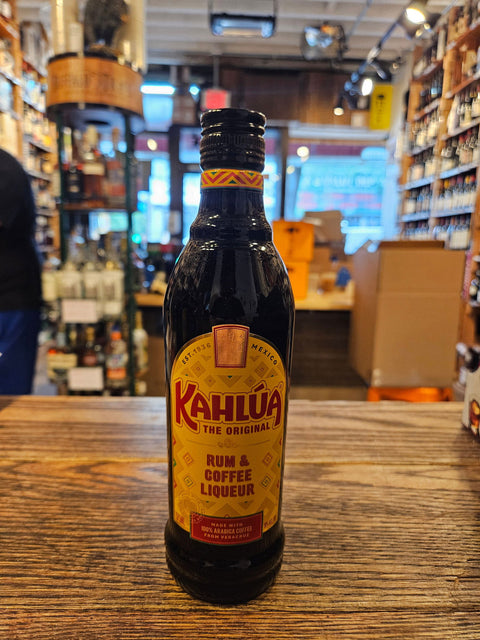 EST. 1936 MEXICO
KAHLÚA
THE ORIGINAL
RUM &
COFFEE
LIQUEUR
MADE WITH
100% ARABICA COFFEE
FROM VERACRUZ